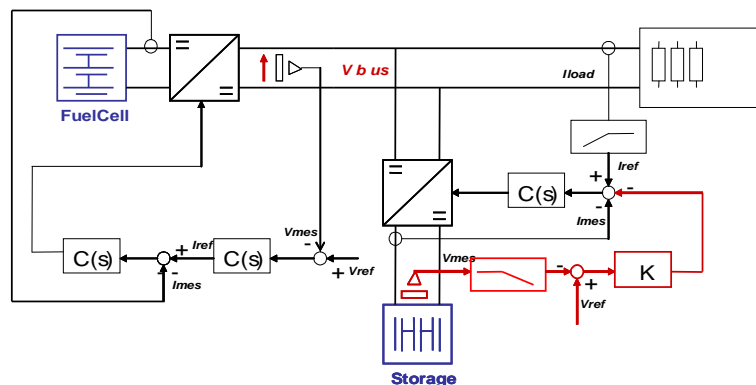 V b us
Iload
FuelCell
Iref
+
-
C(s)
-
Imes
Vmes
-
Iref
+
C(s)
C(s)
- -
Imes
+
Vref
Vmes
-
+
K
Vref
Storage